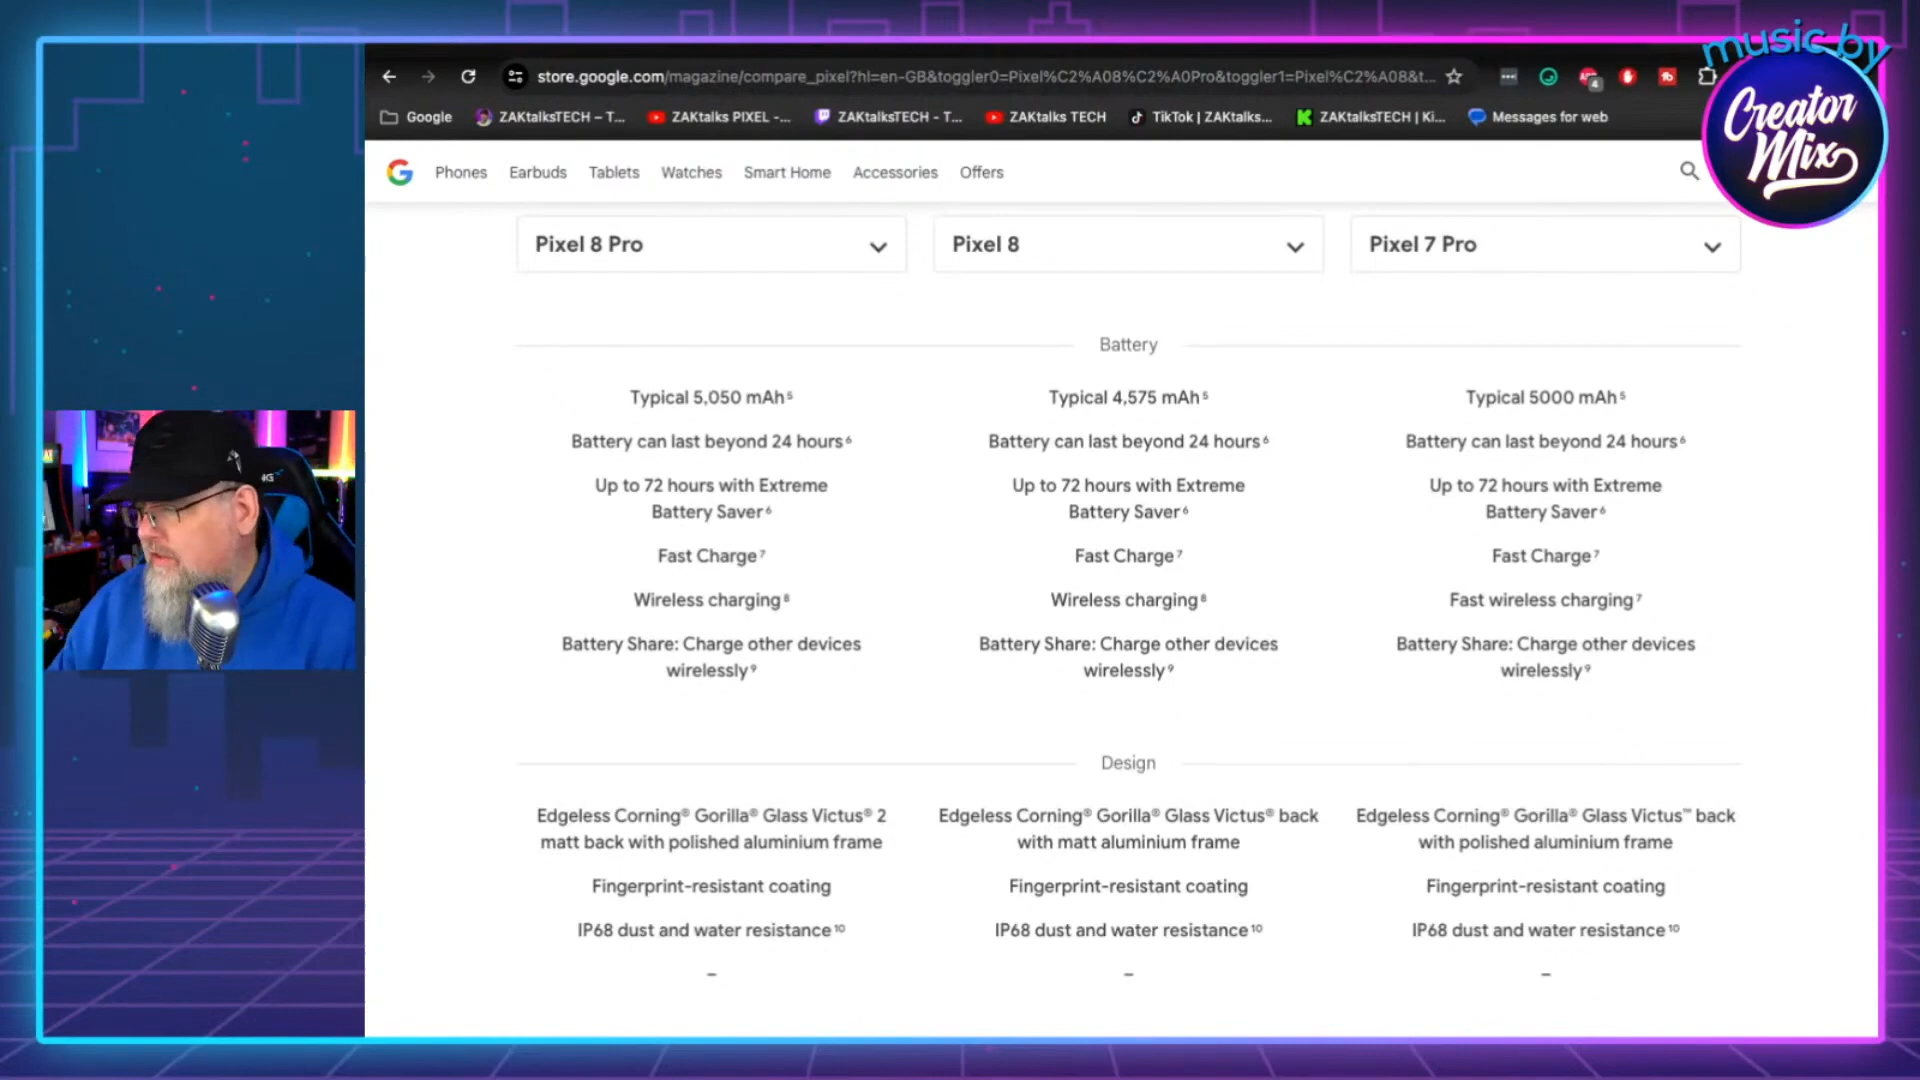 music by
Creator
Mix
store.google.com/magazine/compare_pixel?hl=en-GB&toggler0=Pixel%C2%A08%C2%A0Pro&toggler1=Pixel%C2%A08&t...
4
Google
ZAKtalksTECH – T...
ZAKtalks PIXEL -...
ZAKtalksTECH - T...
ZAKtalks TECH
TikTok | ZAKtalks...
ZAKtalksTECH | Ki...
Messages for web
Phones Earbuds Tablets Watches Smart Home Accessories Offers
Pixel 8 Pro
Pixel 8
Pixel 7 Pro
Battery
Typical 5,050 mAh⁵
Typical 4,575 mAh⁵
Typical 5000 mAh⁵
Battery can last beyond 24 hours⁶
Battery can last beyond 24 hours⁶
Battery can last beyond 24 hours⁶
Up to 72 hours with Extreme
Battery Saver⁶
Up to 72 hours with Extreme
Battery Saver⁶
Up to 72 hours with Extreme
Battery Saver⁶
Fast Charge⁷
Fast Charge⁷
Fast Charge⁷
Wireless charging⁸
Wireless charging⁸
Fast wireless charging⁷
Battery Share: Charge other devices
wirelessly⁹
Battery Share: Charge other devices
wirelessly⁹
Battery Share: Charge other devices
wirelessly⁹
Design
Edgeless Corning® Gorilla® Glass Victus® 2
matt back with polished aluminium frame
Edgeless Corning® Gorilla® Glass Victus® back
with matt aluminium frame
Edgeless Corning® Gorilla® Glass Victus™ back
with polished aluminium frame
Fingerprint-resistant coating
Fingerprint-resistant coating
Fingerprint-resistant coating
IP68 dust and water resistance¹⁰
IP68 dust and water resistance¹⁰
IP68 dust and water resistance¹⁰
–
–
–